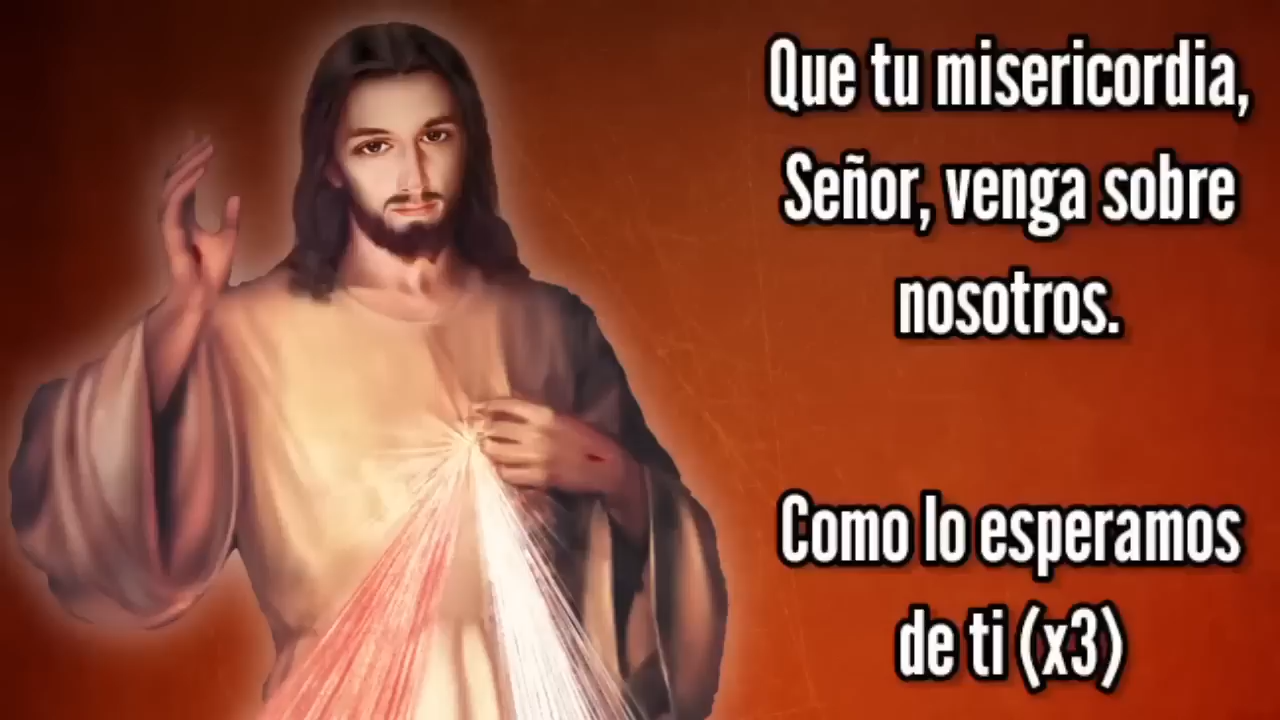 Que tu misericordia,
Señor, venga sobre
nosotros.
Como lo esperamos
de ti (x3)